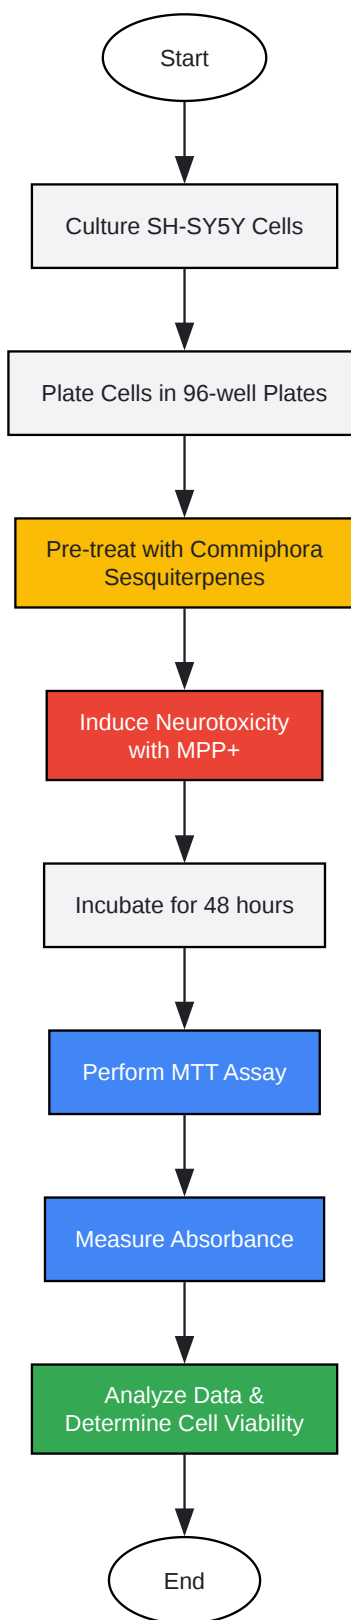 Start
Culture SH-SY5Y Cells
Plate Cells in 96-well Plates
Pre-treat with Commiphora
Sesquiterpenes
Induce Neurotoxicity
with MPP+
Incubate for 48 hours
Perform MTT Assay
Measure Absorbance
Analyze Data &
Determine Cell Viability
End